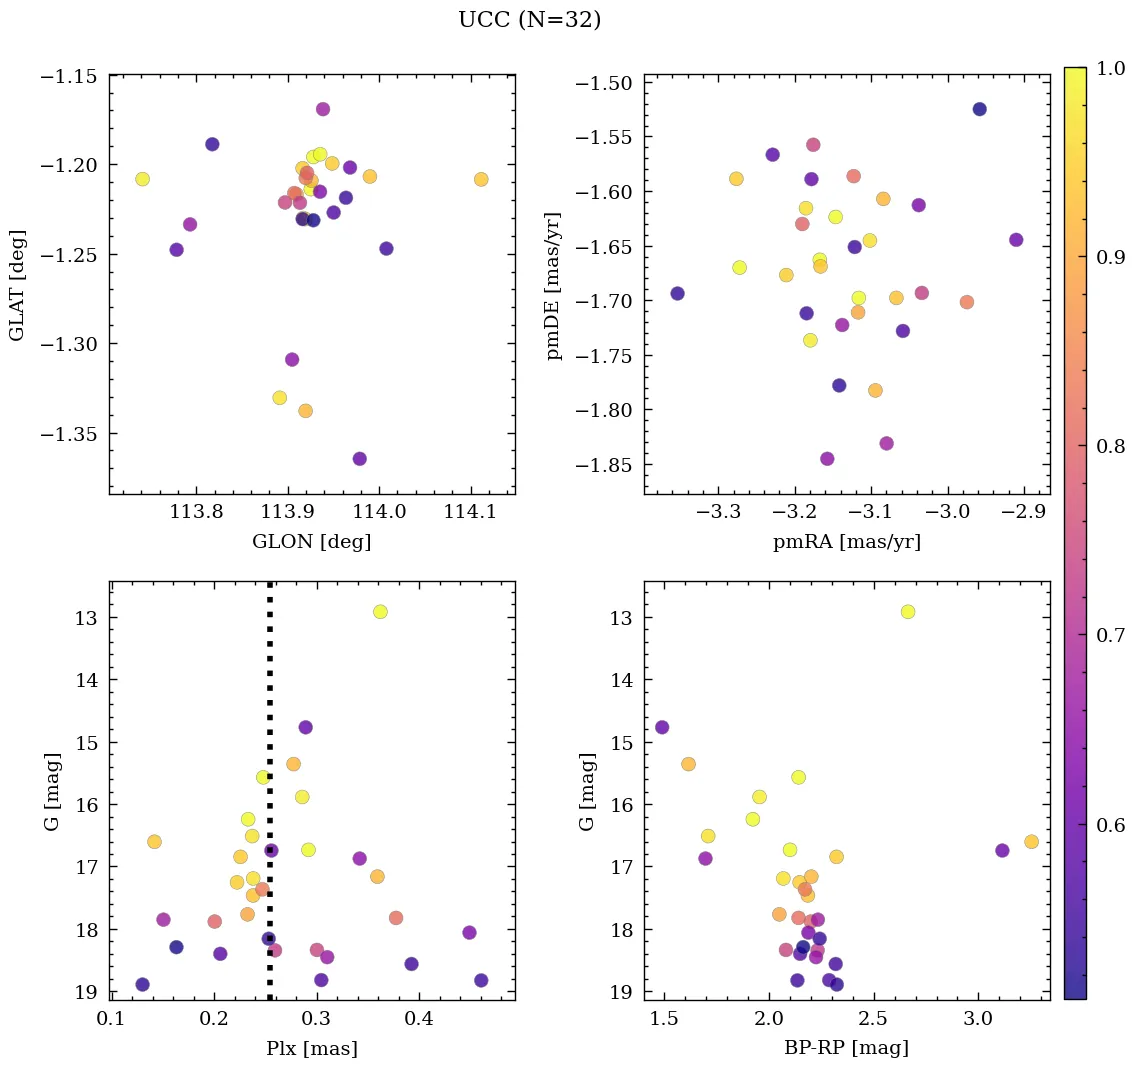 UCC (N=32)
−1.15
−1.20
−1.25
−1.30
−1.35
GLAT [deg]
113.8 113.9 114.0 114.1
GLON [deg]
−1.50
−1.55
−1.60
−1.65
−1.70
−1.75
−1.80
−1.85
pmDE [mas/yr]
−3.3 −3.2 −3.1 −3.0 −2.9
pmRA [mas/yr]
13
14
15
16
17
18
19
G [mag]
0.1 0.2 0.3 0.4
Plx [mas]
13
14
15
16
17
18
19
G [mag]
1.5 2.0 2.5 3.0
BP-RP [mag]
1.0
0.9
0.8
0.7
0.6